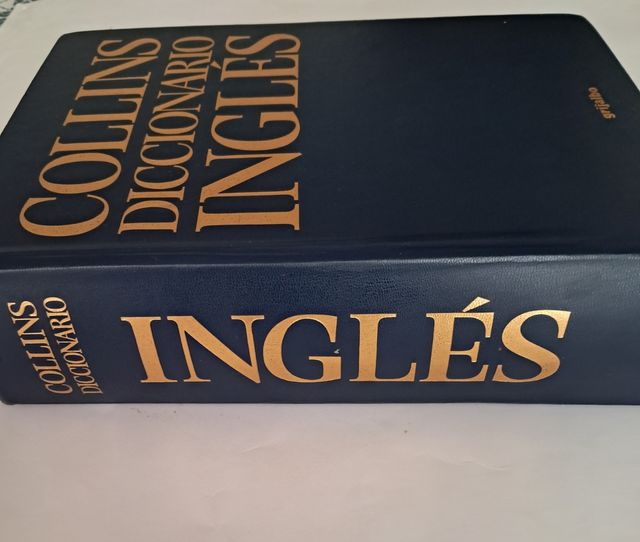 COLLINS
DICCIONARIO
INGLÉS
grijalbo
COLLINS
DICCIONARIO
INGLÉS